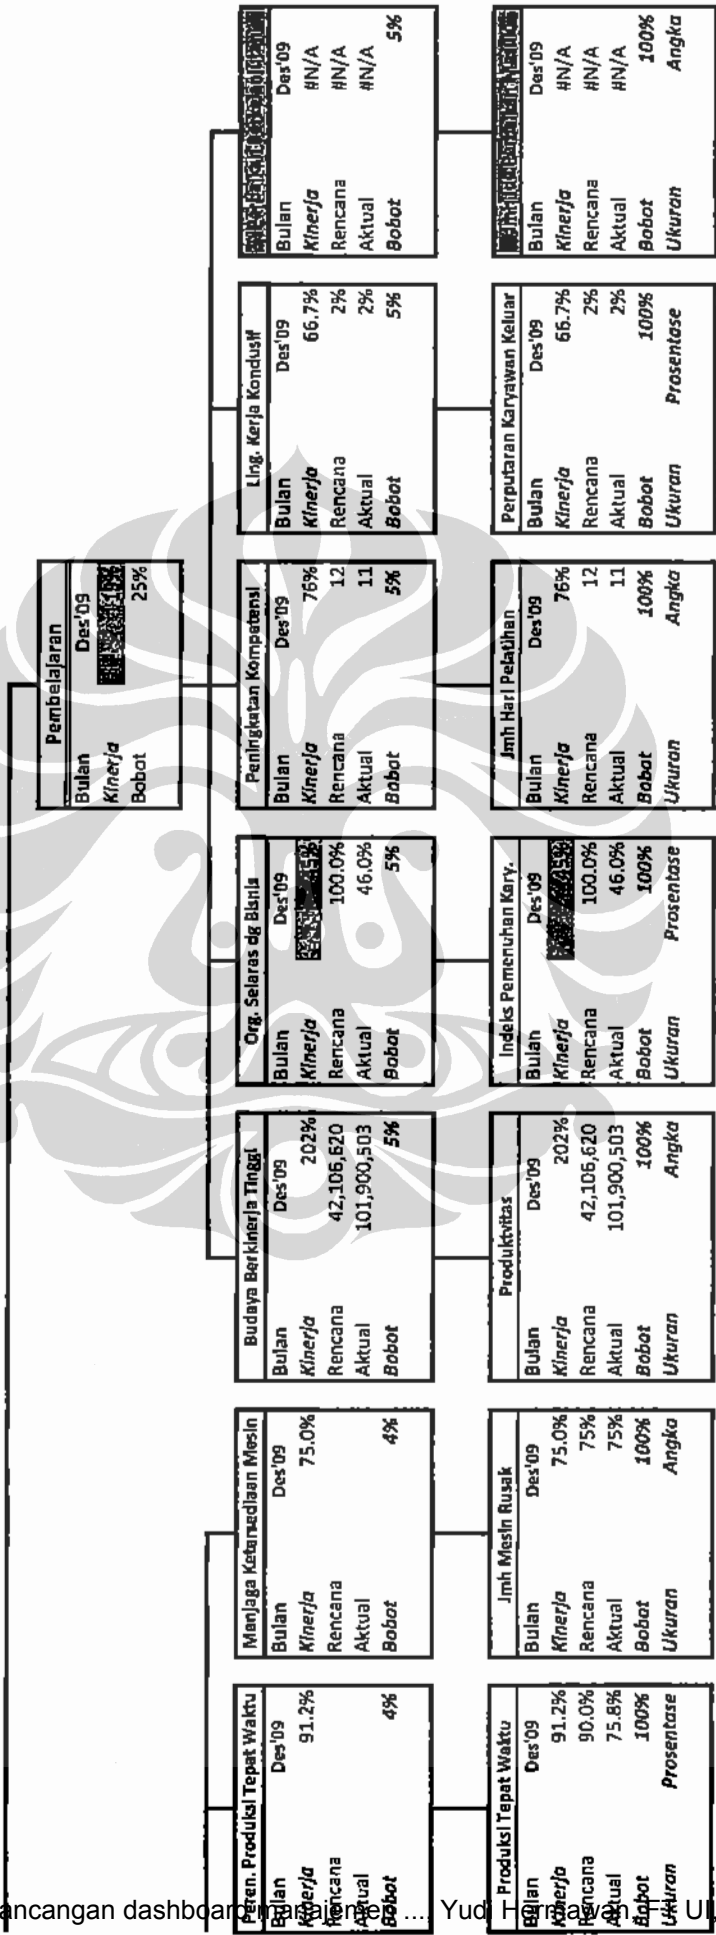 Pembelajaran
Bulan Des'09
Kinerja
Bobot 25%
Peren. Produksi Tepat Waktu
Bulan Des'09
Kinerja 91.2%
Rencana
Aktual
Bobot 4%
Menjaga Ketersediaan Mesin
Bulan Des'09
Kinerja 75.0%
Rencana
Aktual
Bobot 4%
Budaya Berkinerja Tinggi
Bulan Des'09
Kinerja 202%
Rencana 42,106,620
Aktual 101,900,503
Bobot 5%
Org. Selaras dg Bisnis
Bulan Des'09
Kinerja
Rencana 100.0%
Aktual 46.0%
Bobot 5%
Peningkatan Kompetensi
Bulan Des'09
Kinerja 76%
Rencana 12
Aktual 11
Bobot 5%
Ling. Kerja Kondusif
Bulan Des'09
Kinerja 66.7%
Rencana 2%
Aktual 2%
Bobot 5%
Bulan Des'09
Kinerja #N/A
Rencana #N/A
Aktual #N/A
Bobot 5%
Produksi Tepat Waktu
Bulan Des'09
Kinerja 91.2%
Rencana 90.0%
Aktual 75.8%
Bobot 100%
Ukuran Prosentase
Jmh Mesin Rusak
Bulan Des'09
Kinerja 75.0%
Rencana 75%
Aktual 75%
Bobot 100%
Ukuran Angka
Produktvitas
Bulan Des'09
Kinerja 202%
Rencana 42,106,620
Aktual 101,900,503
Bobot 100%
Ukuran Angka
Indeks Pemenuhan Kary.
Bulan Des'09
Kinerja
Rencana 100.0%
Aktual 46.0%
Bobot 100%
Ukuran Prosentase
Jmh Hari Pelatihan
Bulan Des'09
Kinerja 76%
Rencana 12
Aktual 11
Bobot 100%
Ukuran Angka
Perputaran Karyawan Keluar
Bulan Des'09
Kinerja 66.7%
Rencana 2%
Aktual 2%
Bobot 100%
Ukuran Prosentase
Bulan Des'09
Kinerja #N/A
Rencana #N/A
Aktual #N/A
Bobot 100%
Ukuran Angka
ancangan dashboard manajemen ..., Yudi Hermawan, FE UI,